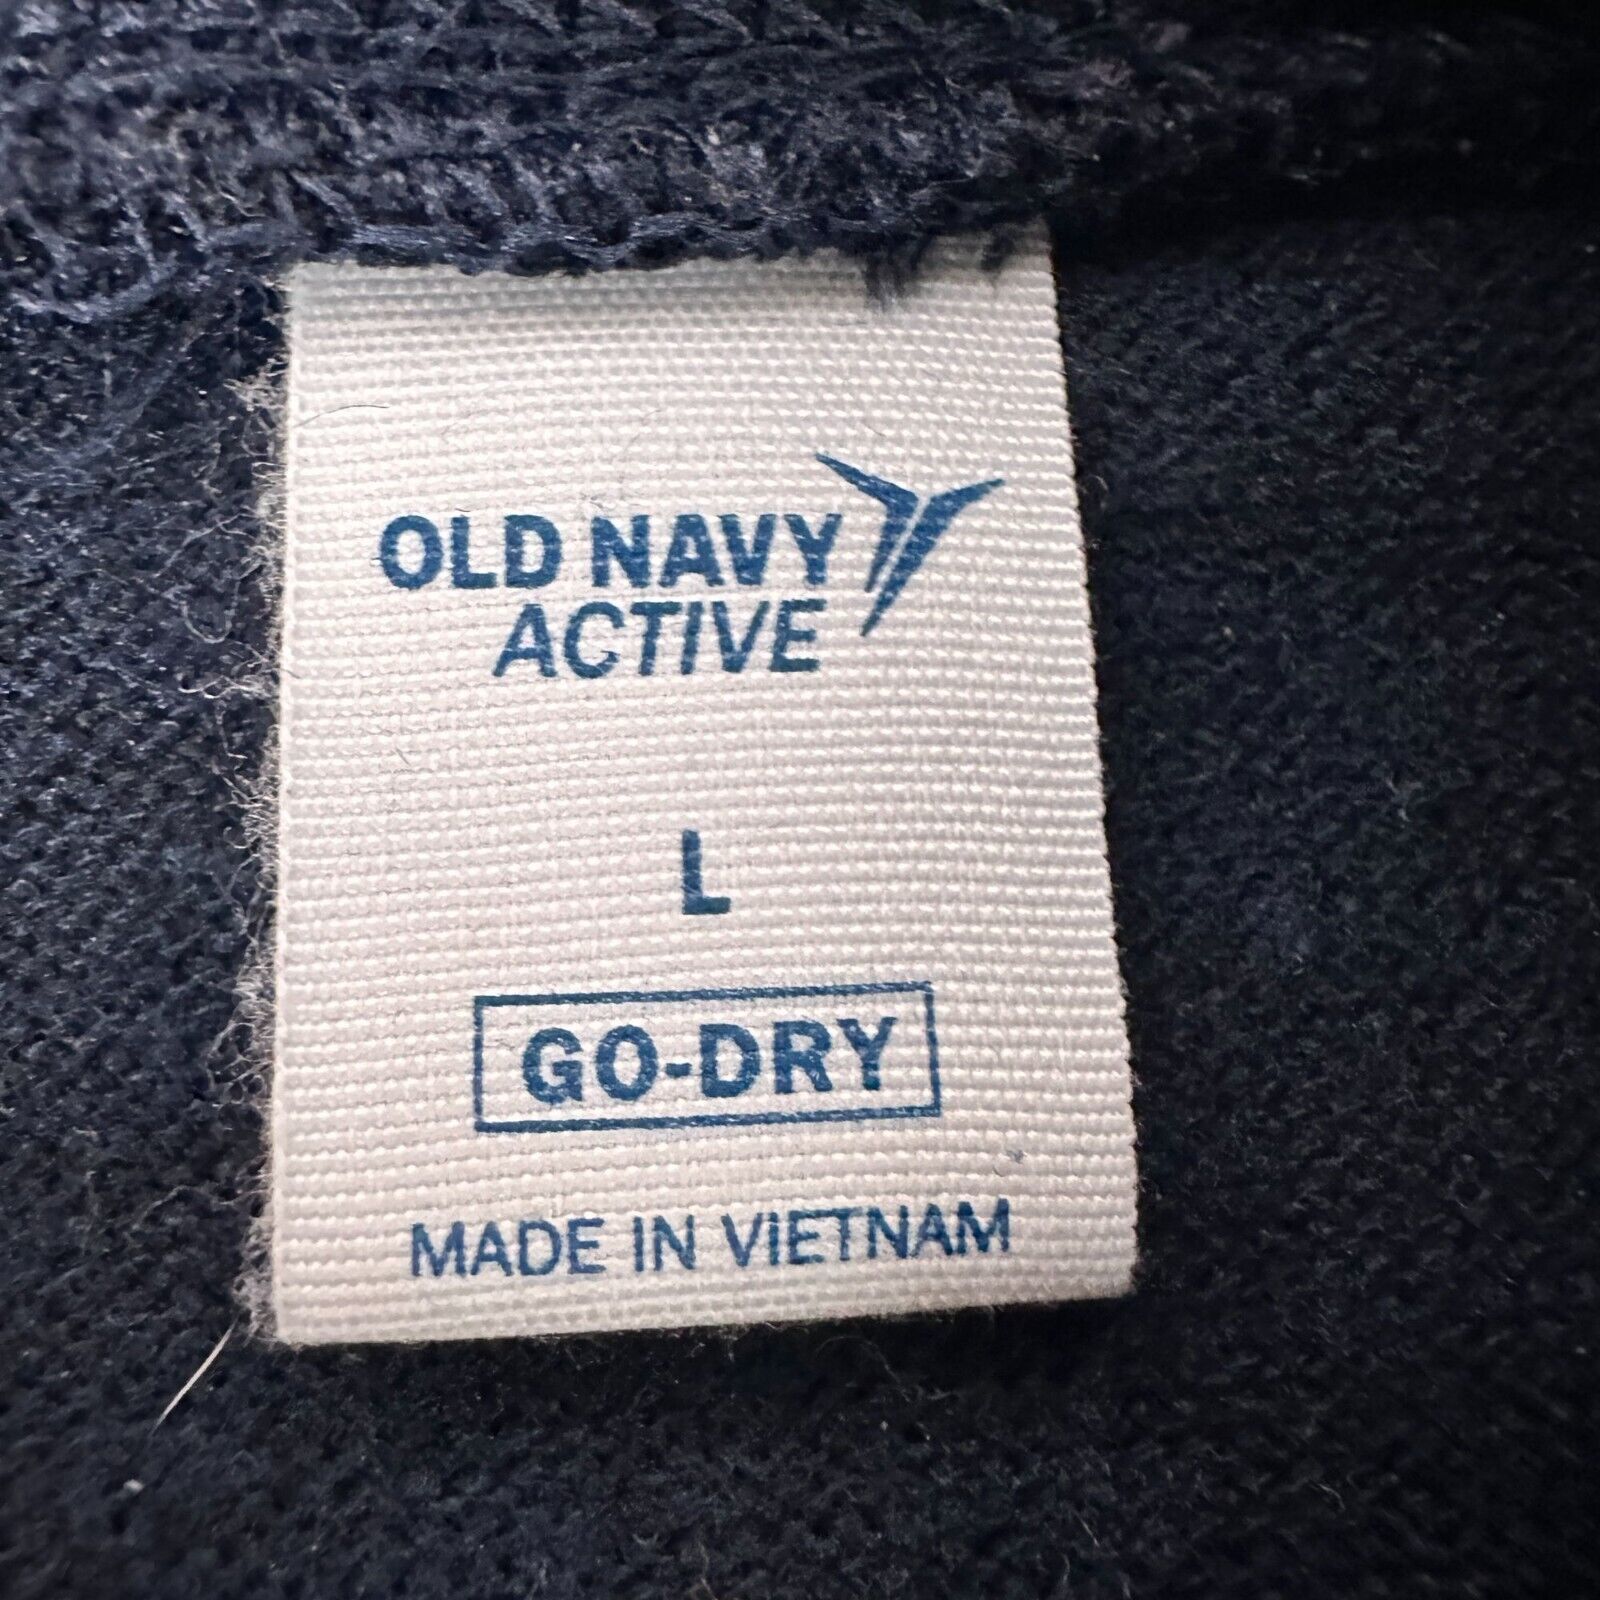 OLD NAVY
ACTIVE
L
GO-DRY
MADE IN VIETNAM